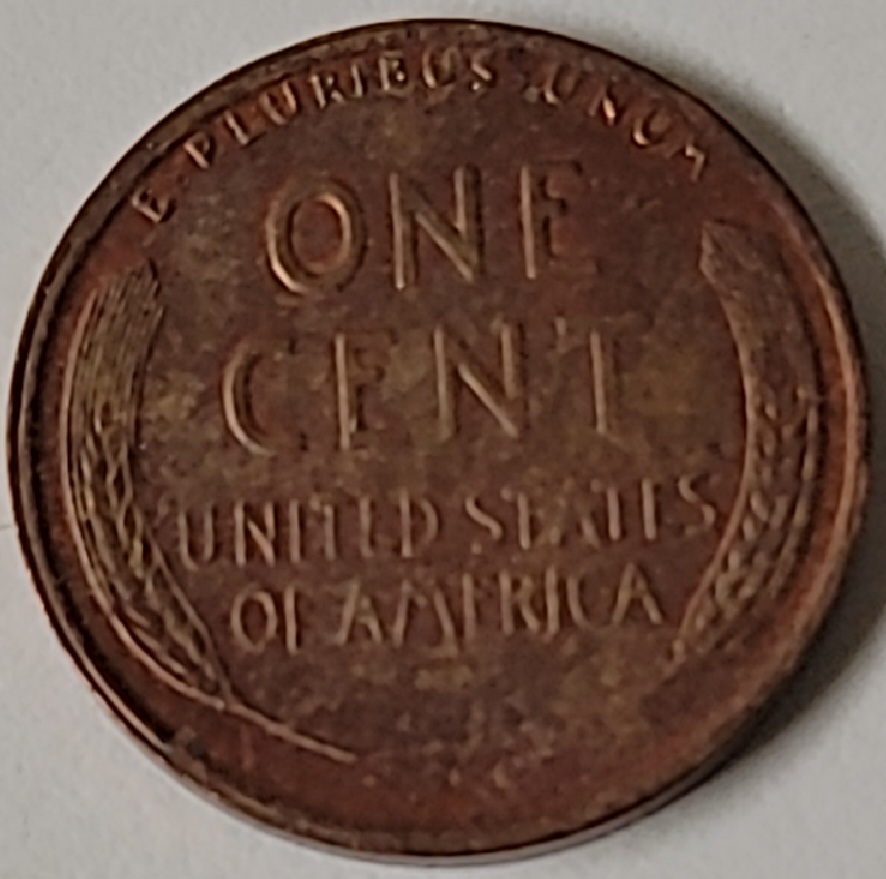 E · PLURIBUS · UNUM
ONE
CENT
UNITED STATES
OF AMERICA